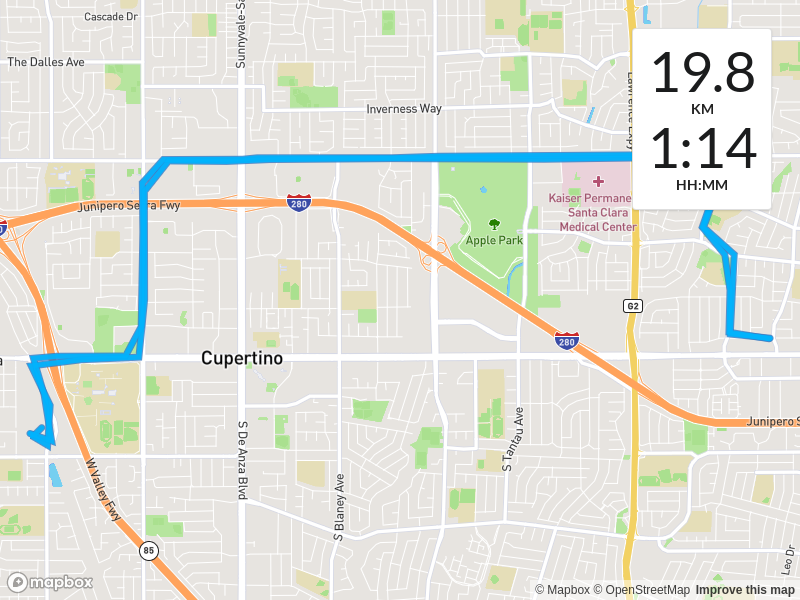 Cascade Dr
Sunnyvale-Sa
The Dalles Ave
Inverness Way
Lawrence Expy
19.8
KM
1:14
HH:MM
Junipero Serra Fwy
280
Kaiser Permane
Santa Clara
Medical Center
Apple Park
G2
280
a
Cupertino
S De Anza Blvd
S Blaney Ave
S Tantau Ave
Junipero S
W Valley Fwy
85
Leo Dr
mapbox
© Mapbox © OpenStreetMap Improve this map